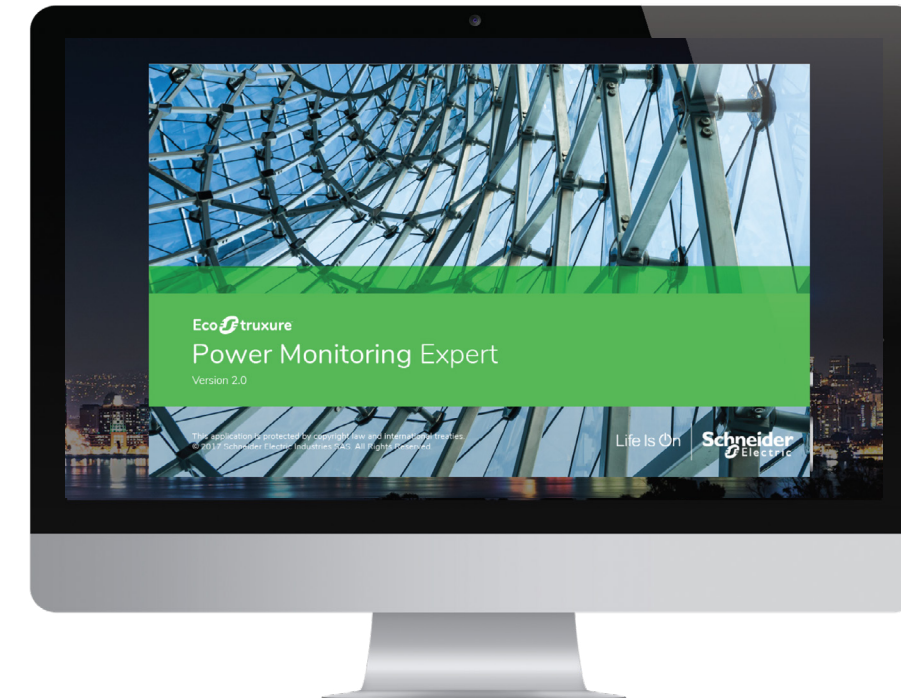 EcoStruxure
Power Monitoring Expert
Version 2.0
This application is protected by copyright law and international treaties.
© 2017 Schneider Electric Industries SAS. All Rights Reserved.
Life Is On
Schneider
Electric